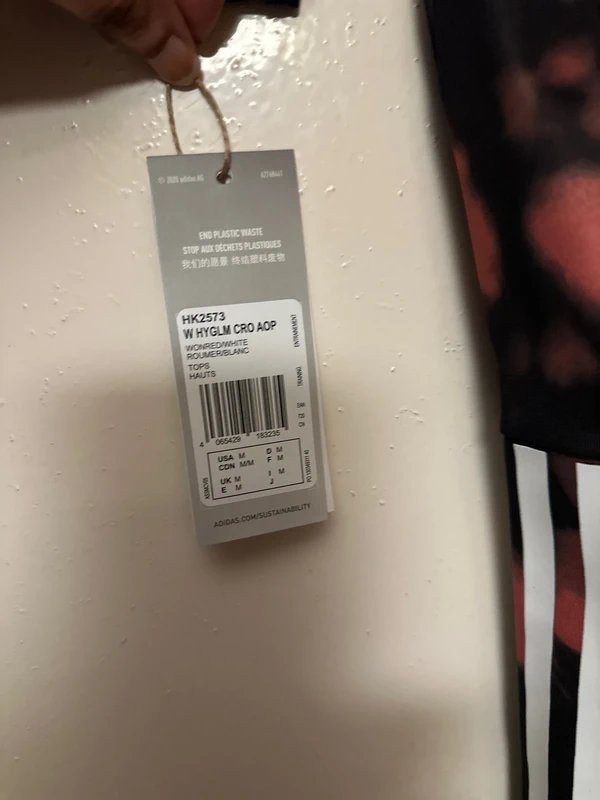 © 2020 adidas AG
END PLASTIC WASTE
STOP AUX DÉCHETS PLASTIQUES
我们的愿景 终结塑料废物
HK2573
W HYGLM CRO AOP
WONRED/WHITE
ROUMER/BLANC
TOPS
HAUTS
ENTRAINEMENT
TRAINING
4 065429 183235
USA M D M
CDN M/M F M
UK M I M
E M J
ADIDAS.COM/SUSTAINABILITY